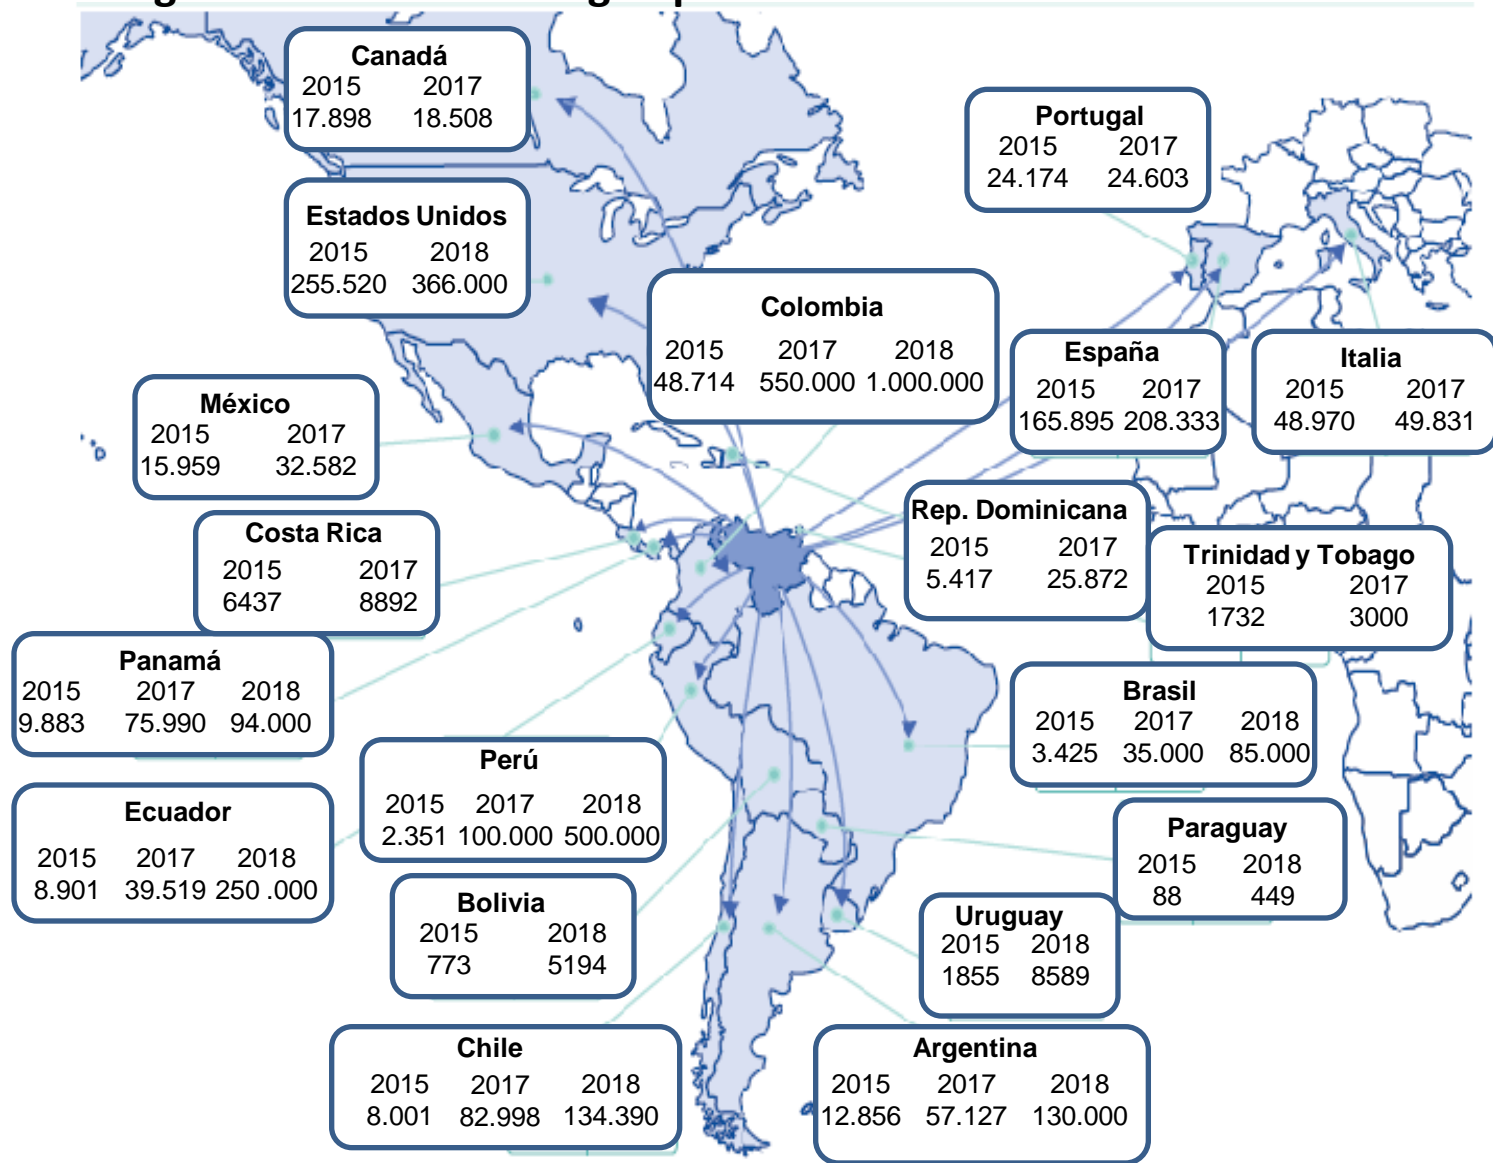 Canadá
2015 2017
17.898 18.508
Portugal
2015 2017
24.174 24.603
Estados Unidos
2015 2018
255.520 366.000
Colombia
2015 2017 2018
48.714 550.000 1.000.000
España
2015 2017
165.895 208.333
Italia
2015 2017
48.970 49.831
México
2015 2017
15.959 32.582
Rep. Dominicana
2015 2017
5.417 25.872
Costa Rica
2015 2017
6437 8892
Trinidad y Tobago
2015 2017
1732 3000
Panamá
2015 2017 2018
9.883 75.990 94.000
Brasil
2015 2017 2018
3.425 35.000 85.000
Perú
2015 2017 2018
2.351 100.000 500.000
Ecuador
2015 2017 2018
8.901 39.519 250 .000
Paraguay
2015 2018
88 449
Bolivia
2015 2018
773 5194
Uruguay
2015 2018
1855 8589
Chile
2015 2017 2018
8.001 82.998 134.390
Argentina
2015 2017 2018
12.856 57.127 130.000